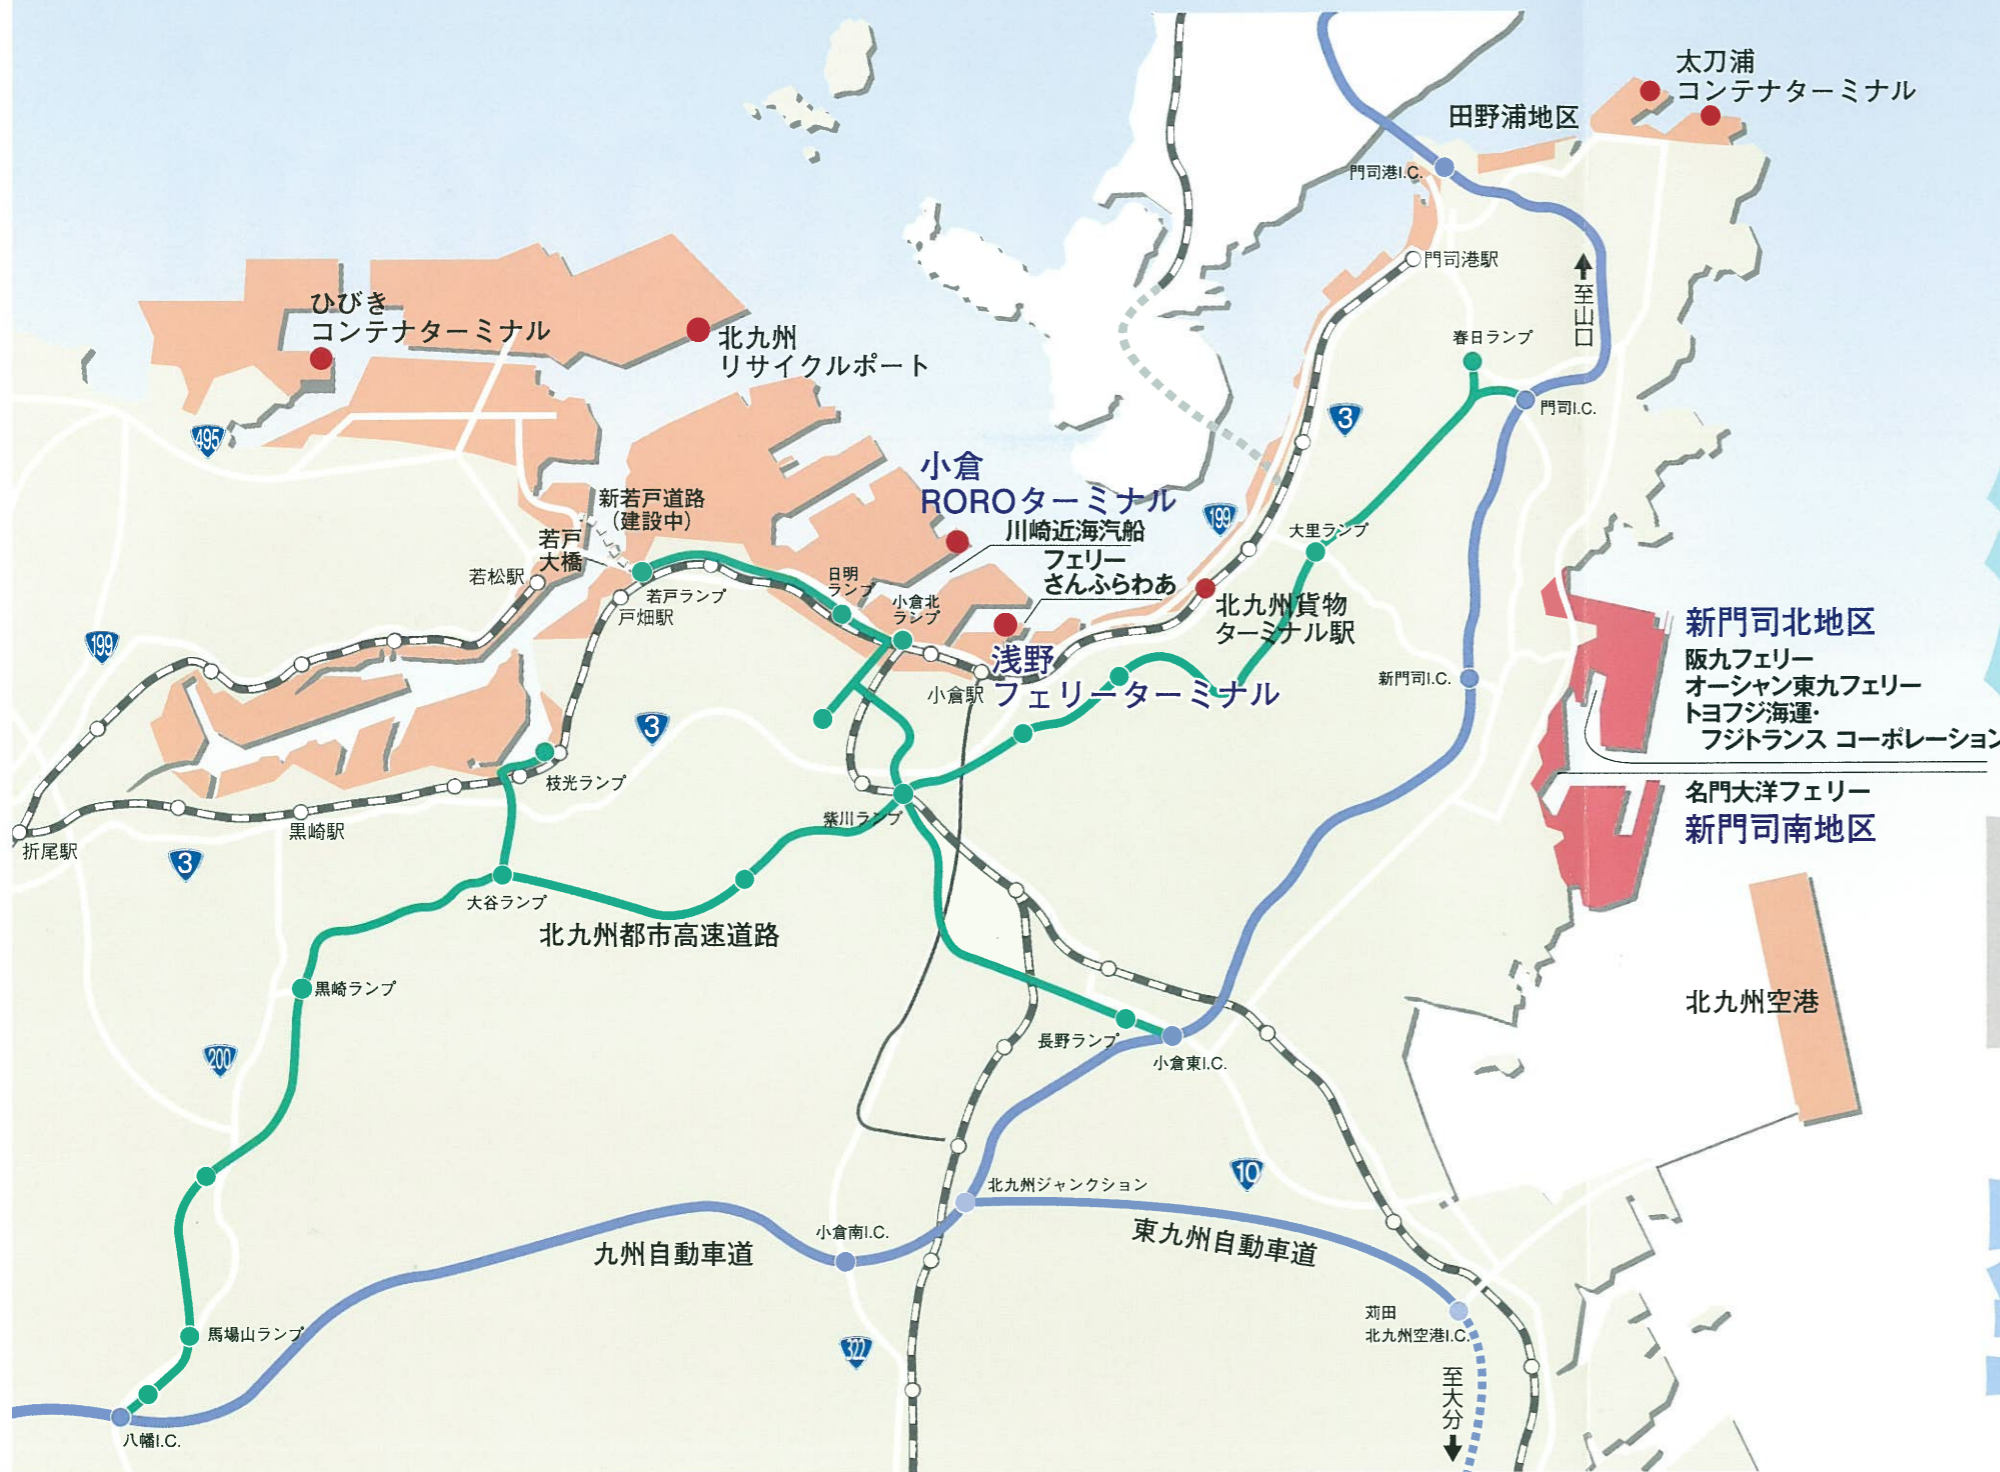 太刀浦
コンテナターミナル
田野浦地区
門司港I.C.
門司港駅
至山口
ひびき
コンテナターミナル
北九州
リサイクルポート
春日ランプ
門司I.C.
3
495
小倉
ROROターミナル
新若戸道路
(建設中)
199
川崎近海汽船
大里ランプ
若戸
大橋
フェリー
さんふらわあ
若松駅
日明
ランプ
若戸ランプ
小倉北
ランプ
戸畑駅
北九州貨物
ターミナル駅
新門司北地区
199
浅野
フェリーターミナル
小倉駅
新門司I.C.
阪九フェリー
オーシャン東九フェリー
トヨフジ海運・
フジトランス コーポレーション
3
枝光ランプ
名門大洋フェリー
新門司南地区
紫川ランプ
黒崎駅
折尾駅
3
大谷ランプ
北九州都市高速道路
黒崎ランプ
北九州空港
200
長野ランプ
小倉東I.C.
10
北九州ジャンクション
小倉南I.C.
九州自動車道
東九州自動車道
苅田
北九州空港I.C.
馬場山ランプ
322
至大分
八幡I.C.